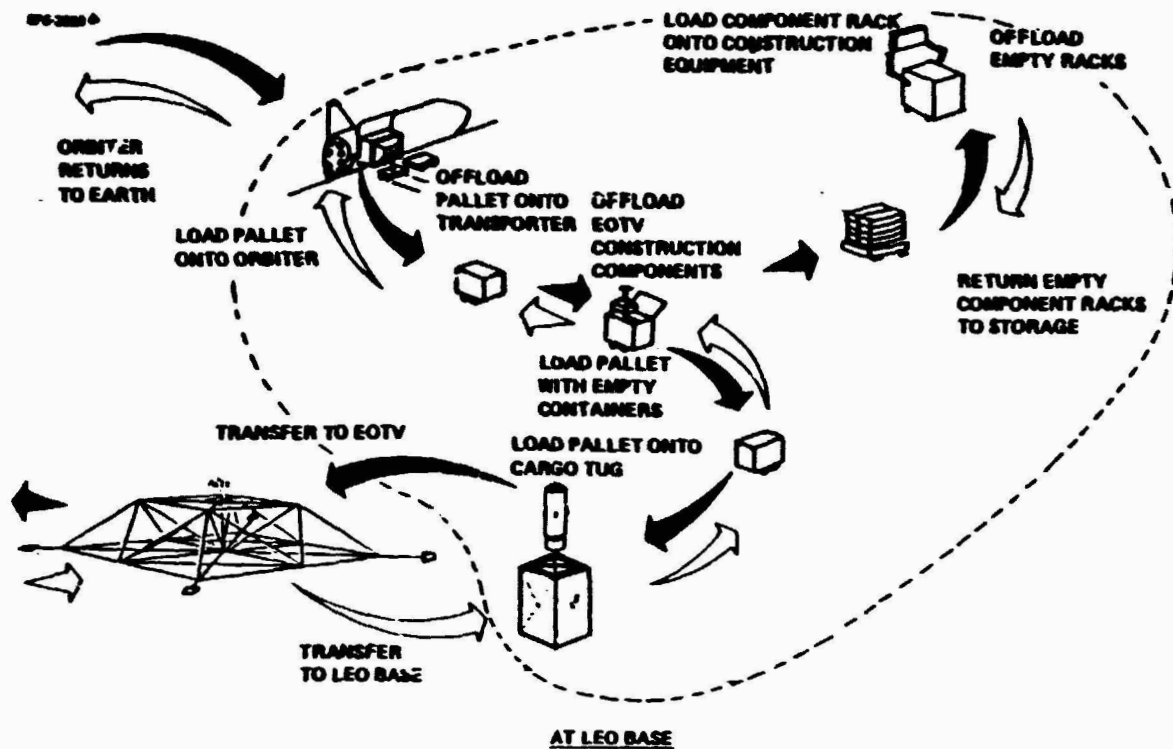 ORBITER
RETURNS
TO EARTH
LOAD PALLET
ONTO ORBITER
OFFLOAD
PALLET ONTO
TRANSPORTER
OFFLOAD
EOTV
CONSTRUCTION
COMPONENTS
LOAD COMPONENT RACK
ONTO CONSTRUCTION
EQUIPMENT
OFFLOAD
EMPTY RACKS
RETURN EMPTY
COMPONENT RACKS
TO STORAGE
LOAD PALLET
WITH EMPTY
CONTAINERS
TRANSFER TO EOTV
LOAD PALLET ONTO
CARGO TUG
TRANSFER
TO LEO BASE
AT LEO BASE